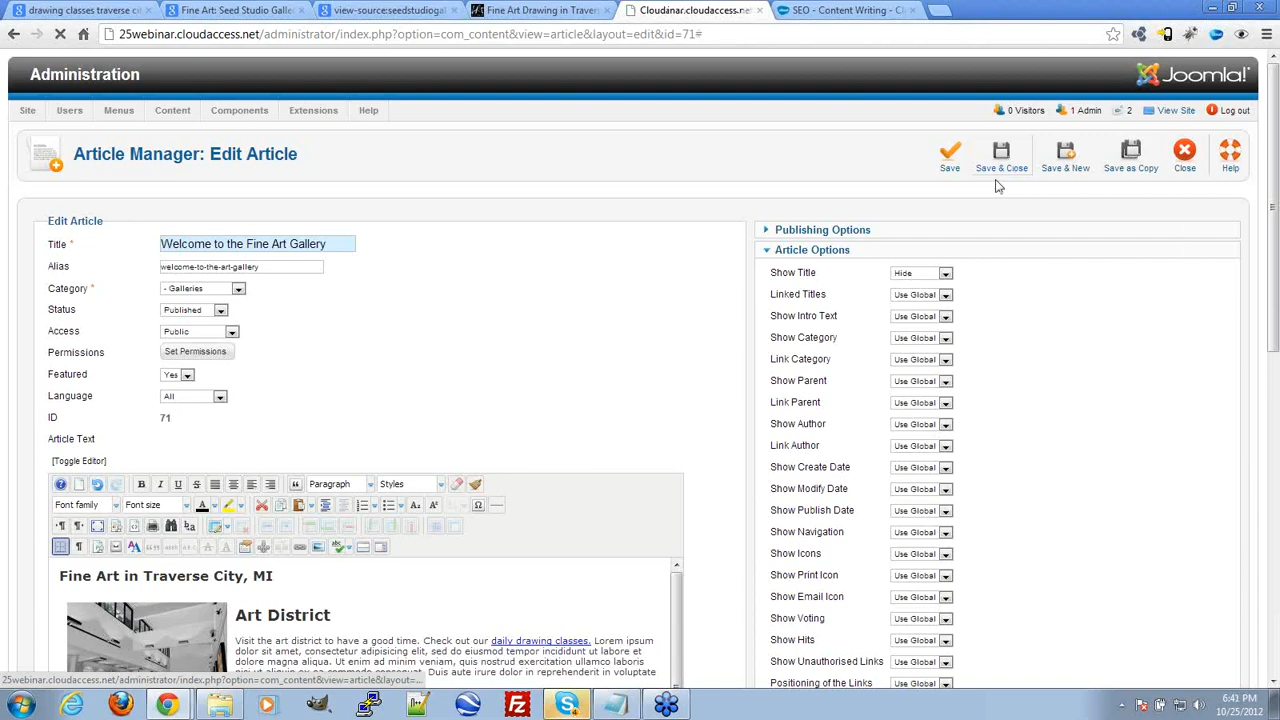 drawing classes traverse c
Fine Art: Seed Studio Galle
view-source:seedstudiogal
Fine Art Drawing in Travers
Cloudinar.cloudaccess.net
SEO - Content Writing - C
25webinar.cloudaccess.net/administrator/index.php?option=com_content&view=article&layout=edit&id=71#
Administration
Joomla!
Site Users Menus Content Components Extensions Help
0 Visitors 1 Admin 2 View Site Log out
Article Manager: Edit Article
Save Save & Close Save & New Save as Copy Close Help
Edit Article
Title * Welcome to the Fine Art Gallery
Alias welcome-to-the-art-gallery
Category * - Galleries
Status Published
Access Public
Permissions Set Permissions
Featured Yes
Language All
ID 71
Article Text
[Toggle Editor]
Paragraph Styles
Font family Font size
Fine Art in Traverse City, MI
Art District
Visit the art district to have a good time. Check out our daily drawing classes. Lorem ipsum
dolor sit amet, consectetur adipisicing elit, sed do eiusmod tempor incididunt ut labore et
dolore magna aliqua. Ut enim ad minim veniam, quis nostrud exercitation ullamco laboris
Duis aute irure dolor in reprehenderit in voluptate
Publishing Options
Article Options
Show Title Hide
Linked Titles Use Global
Show Intro Text Use Global
Show Category Use Global
Link Category Use Global
Show Parent Use Global
Link Parent Use Global
Show Author Use Global
Link Author Use Global
Show Create Date Use Global
Show Modify Date Use Global
Show Publish Date Use Global
Show Navigation Use Global
Show Icons Use Global
Show Print Icon Use Global
Show Email Icon Use Global
Show Voting Use Global
Show Hits Use Global
Show Unauthorised Links Use Global
Positioning of the Links Use Global
25webinar.cloudaccess.net/administrator/index.php?option=com_content&view=article&layout=...
6:41 PM
10/25/2012